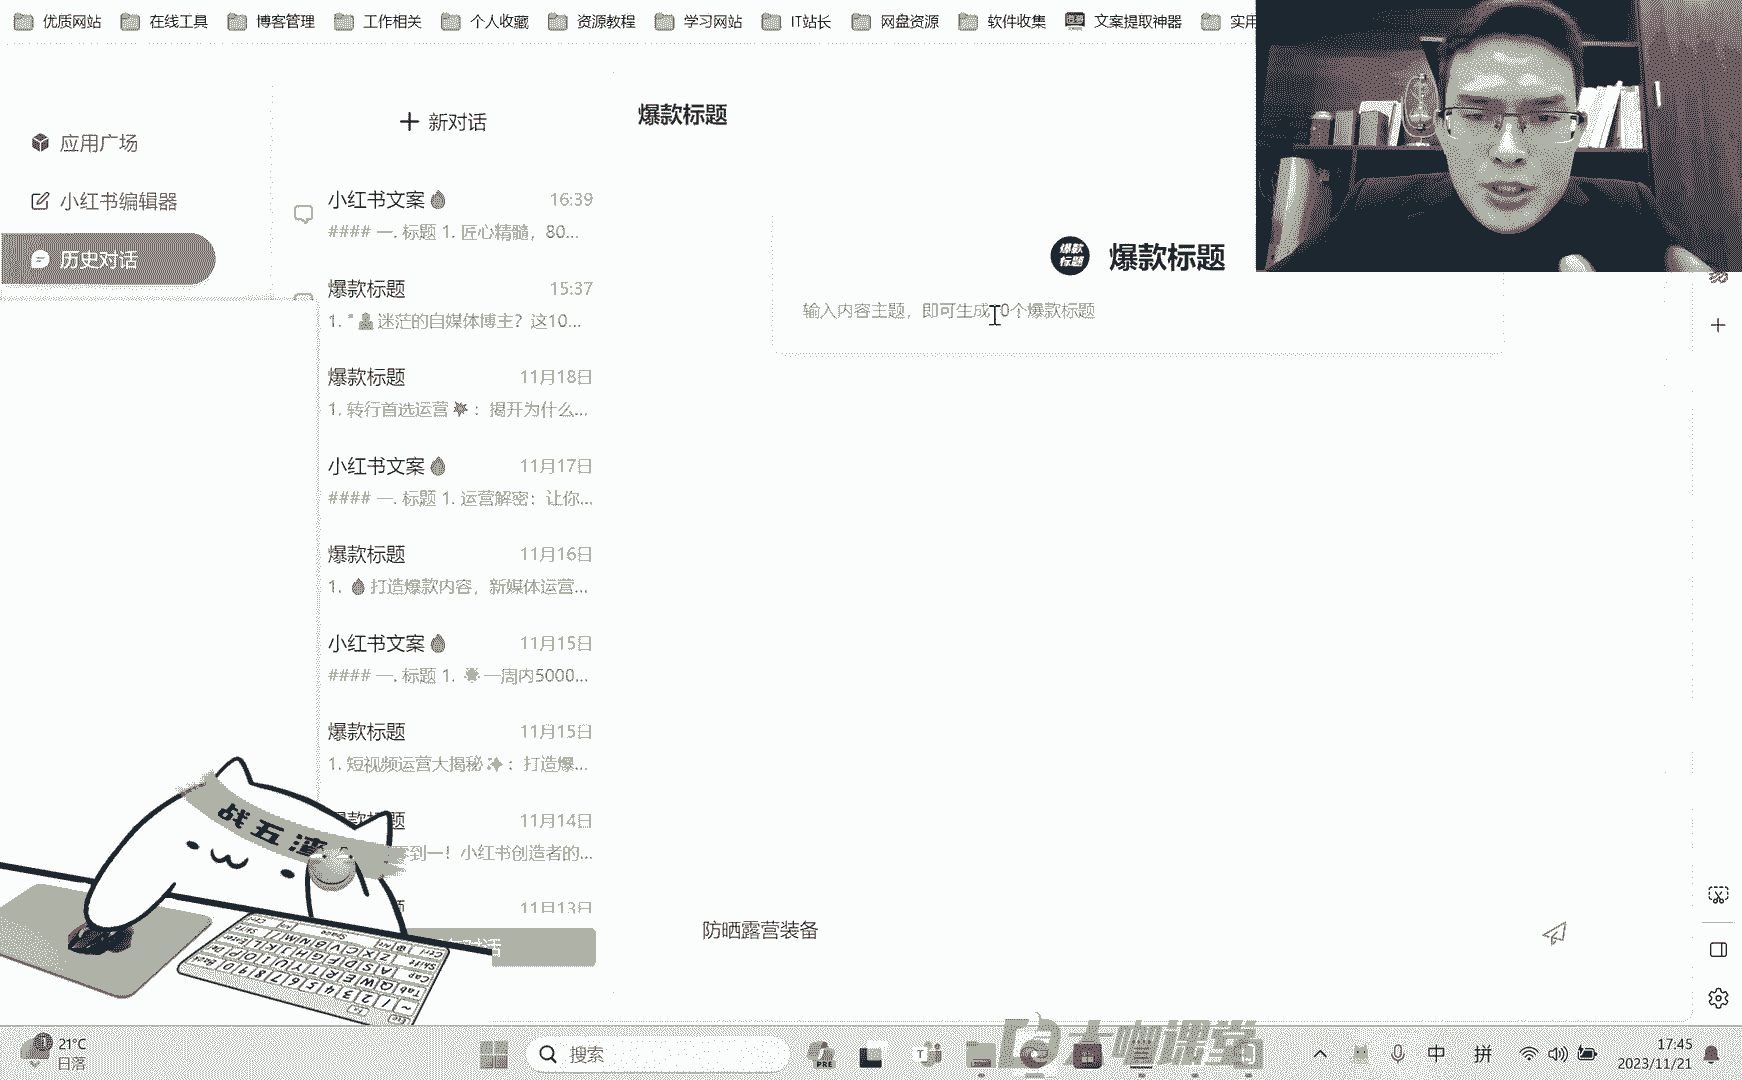 优质网站 在线工具 博客管理 工作相关 个人收藏 资源教程 学习网站 IT站长 网盘资源 软件收集 文案提取神器 实用
应用广场
小红书编辑器
历史对话
新对话
小红书文案 16:39
#### 一. 标题 1. 匠心精髓，80...
爆款标题 15:37
1. "迷茫的自媒体博主？这10...
爆款标题 11月18日
1. 转行首选运营：揭开为什么...
小红书文案 11月17日
#### 一. 标题 1. 运营解密：让你...
爆款标题 11月16日
1. 打造爆款内容，新媒体运营...
小红书文案 11月15日
#### 一. 标题 1. 一周内5000...
爆款标题 11月15日
1. 短视频运营大揭秘：打造爆...
题 11月14日
到一！小红书创造者的...
11月13日
爆款标题
爆款标题
爆款标题
输入内容主题，即可生成10个爆款标题
防晒露营装备
战五渣
大咖课堂
21°C
日落
搜索
PRE
中 拼
17:45
2023/11/21